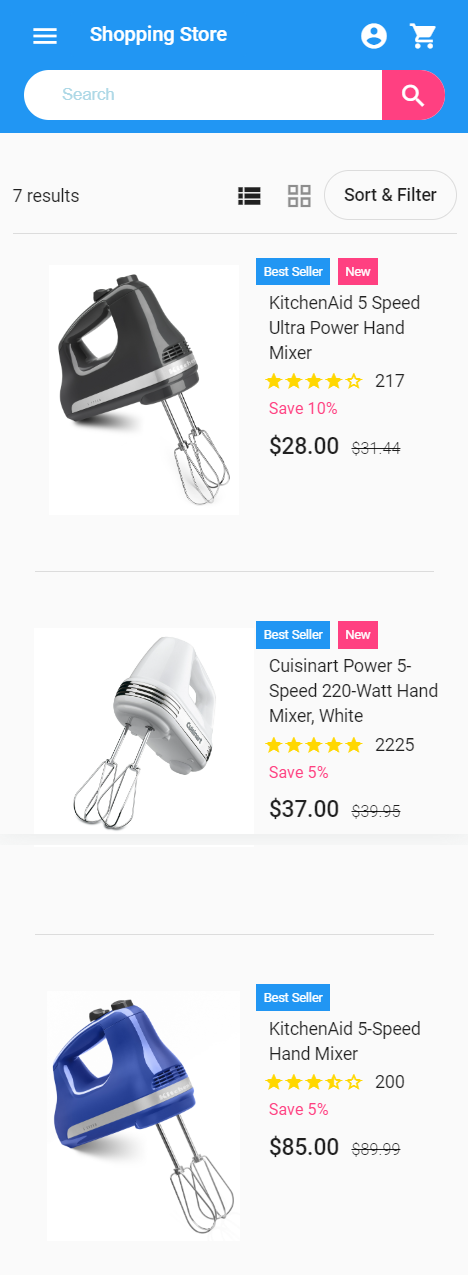 Shopping Store
Search
7 results
Sort & Filter
Best Seller
New
KitchenAid 5 Speed
Ultra Power Hand
Mixer
217
Save 10%
$28.00 $31.44
Best Seller
New
Cuisinart
Cuisinart Power 5-
Speed 220-Watt Hand
Mixer, White
2225
Save 5%
$37.00 $39.95
Best Seller
KitchenAid 5-Speed
Hand Mixer
200
Save 5%
$85.00 $89.99